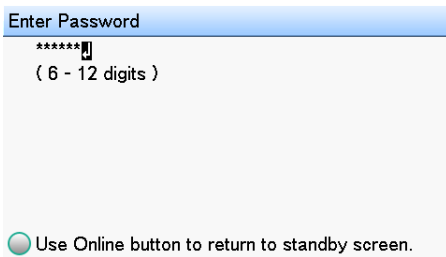 Enter Password
******↵
( 6 - 12 digits )
Use Online button to return to standby screen.